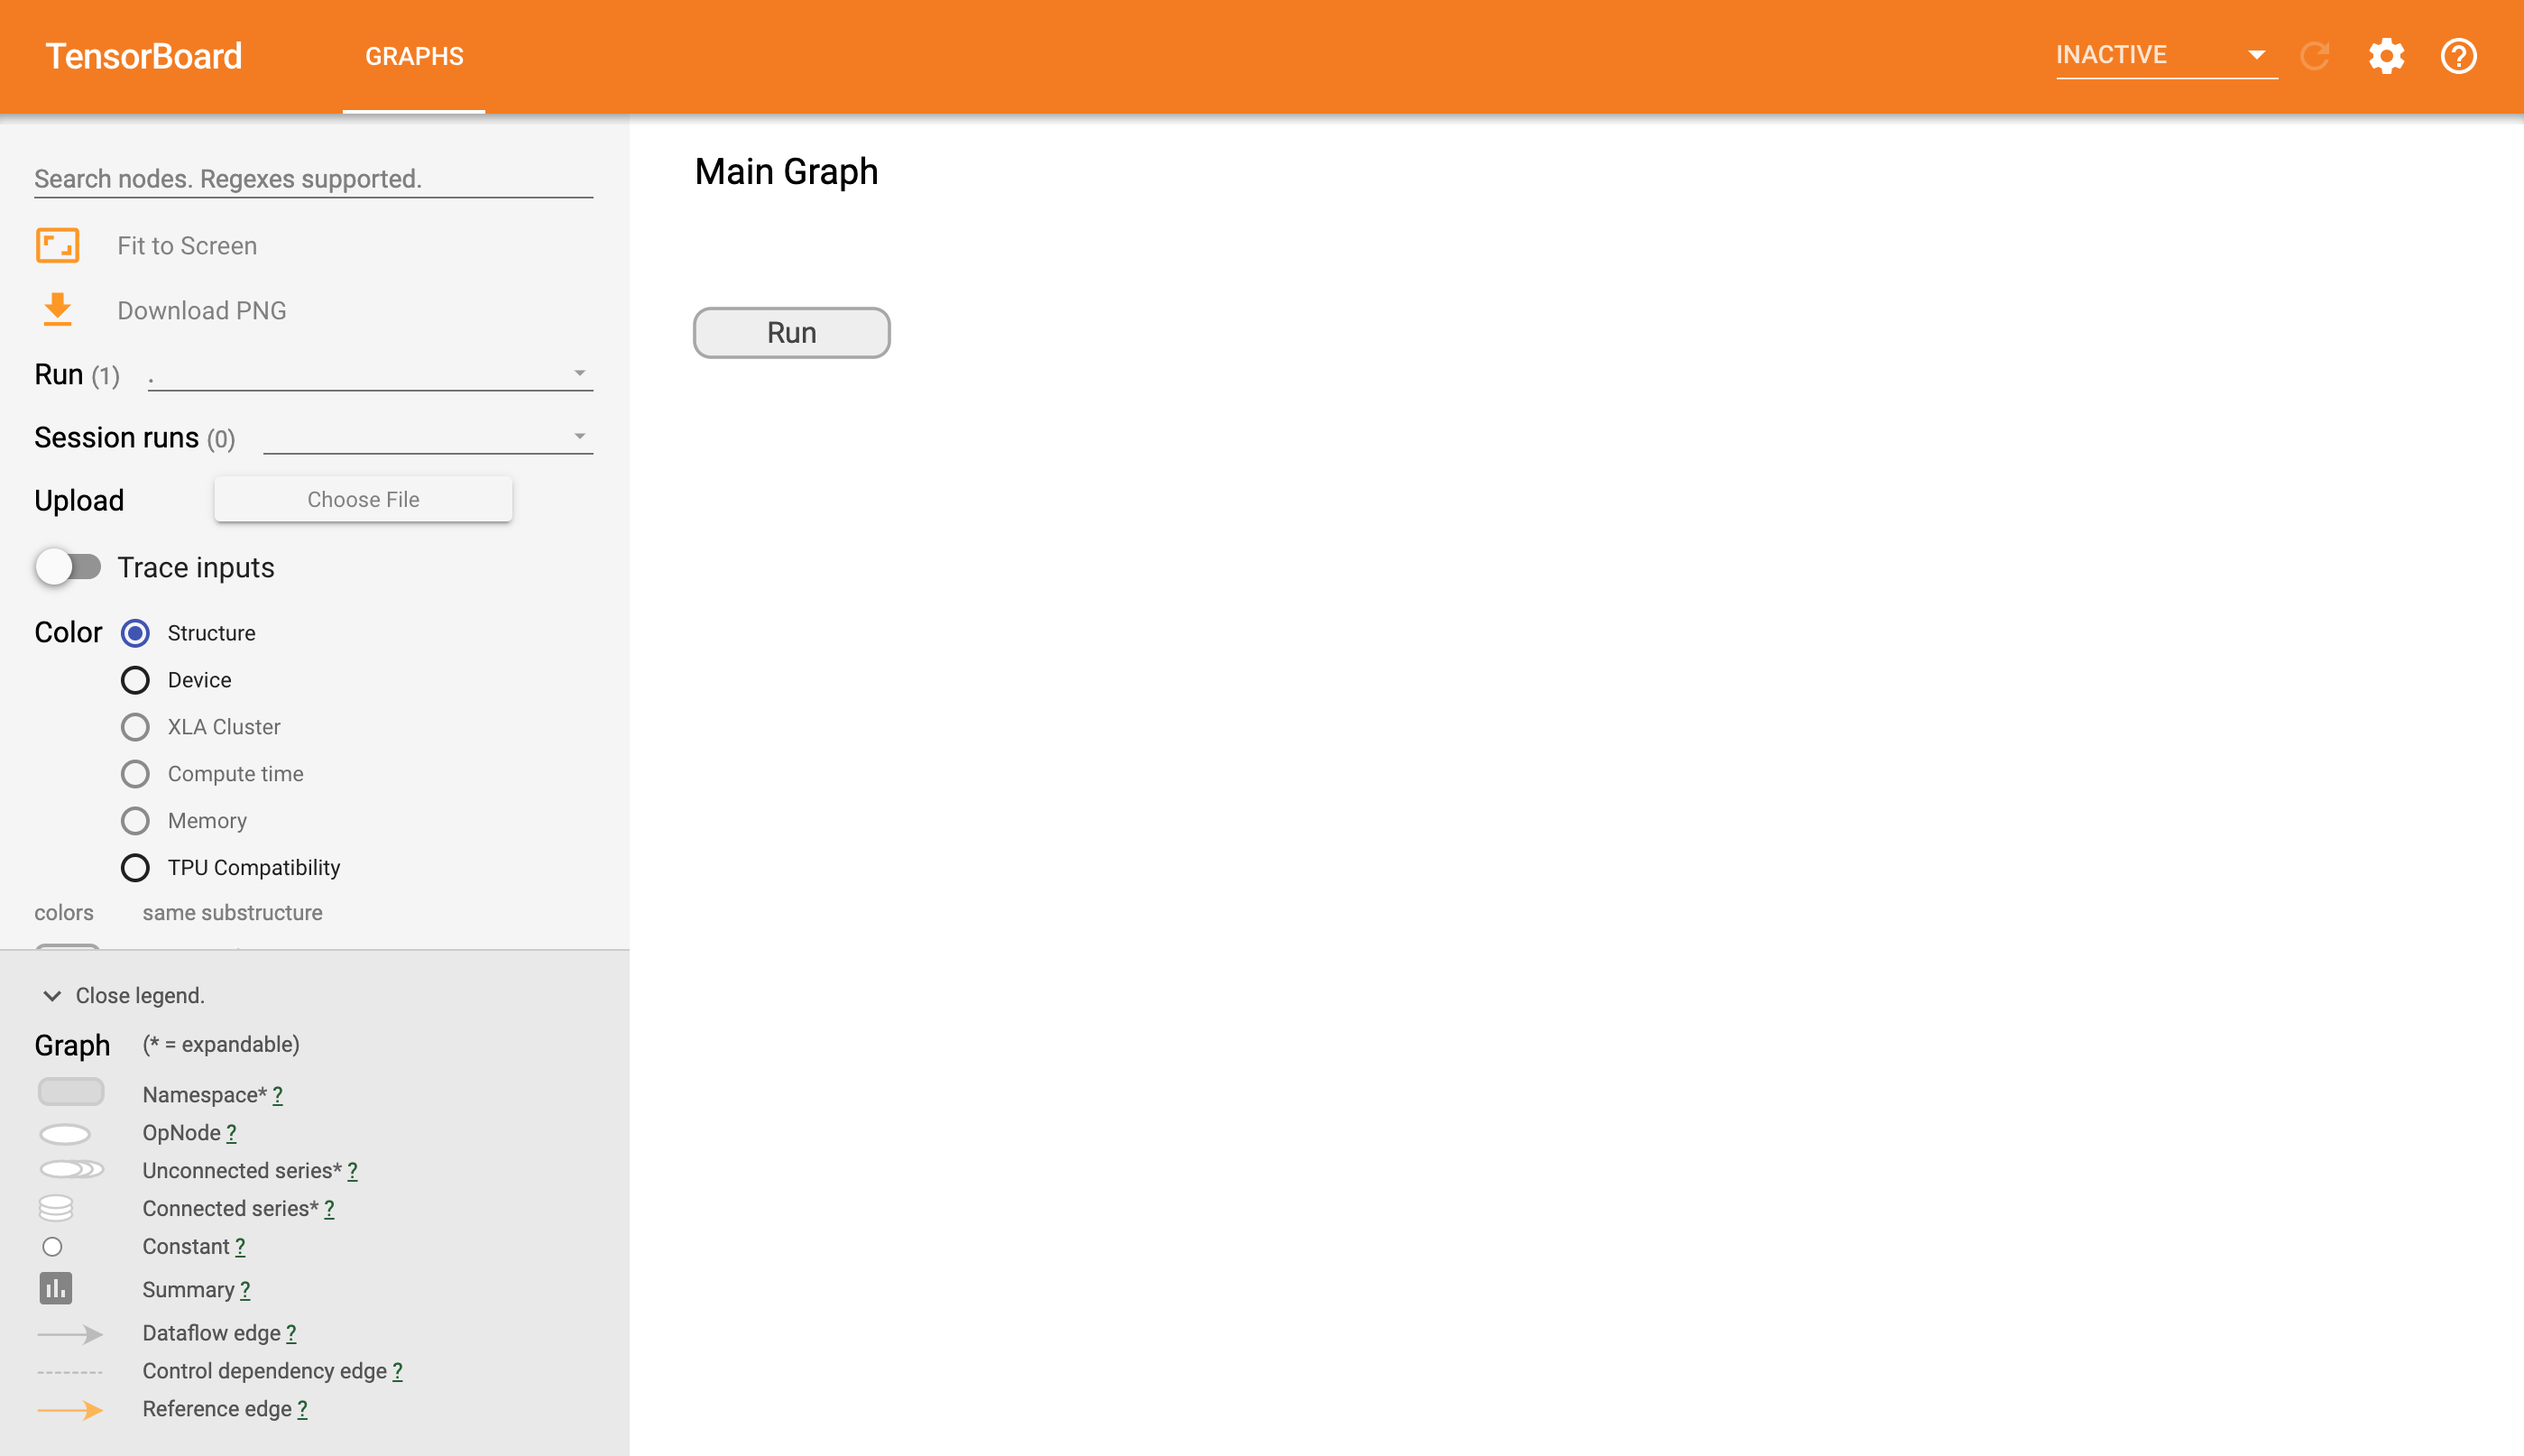 TensorBoard GRAPHS INACTIVE
Search nodes. Regexes supported.
Fit to Screen
Download PNG
Run (1) .
Session runs (0)
Upload Choose File
Trace inputs
Color Structure
Device
XLA Cluster
Compute time
Memory
TPU Compatibility
colors same substructure
Close legend.
Graph (* = expandable)
Namespace* ?
OpNode ?
Unconnected series* ?
Connected series* ?
Constant ?
Summary ?
Dataflow edge ?
Control dependency edge ?
Reference edge ?
Main Graph
Run